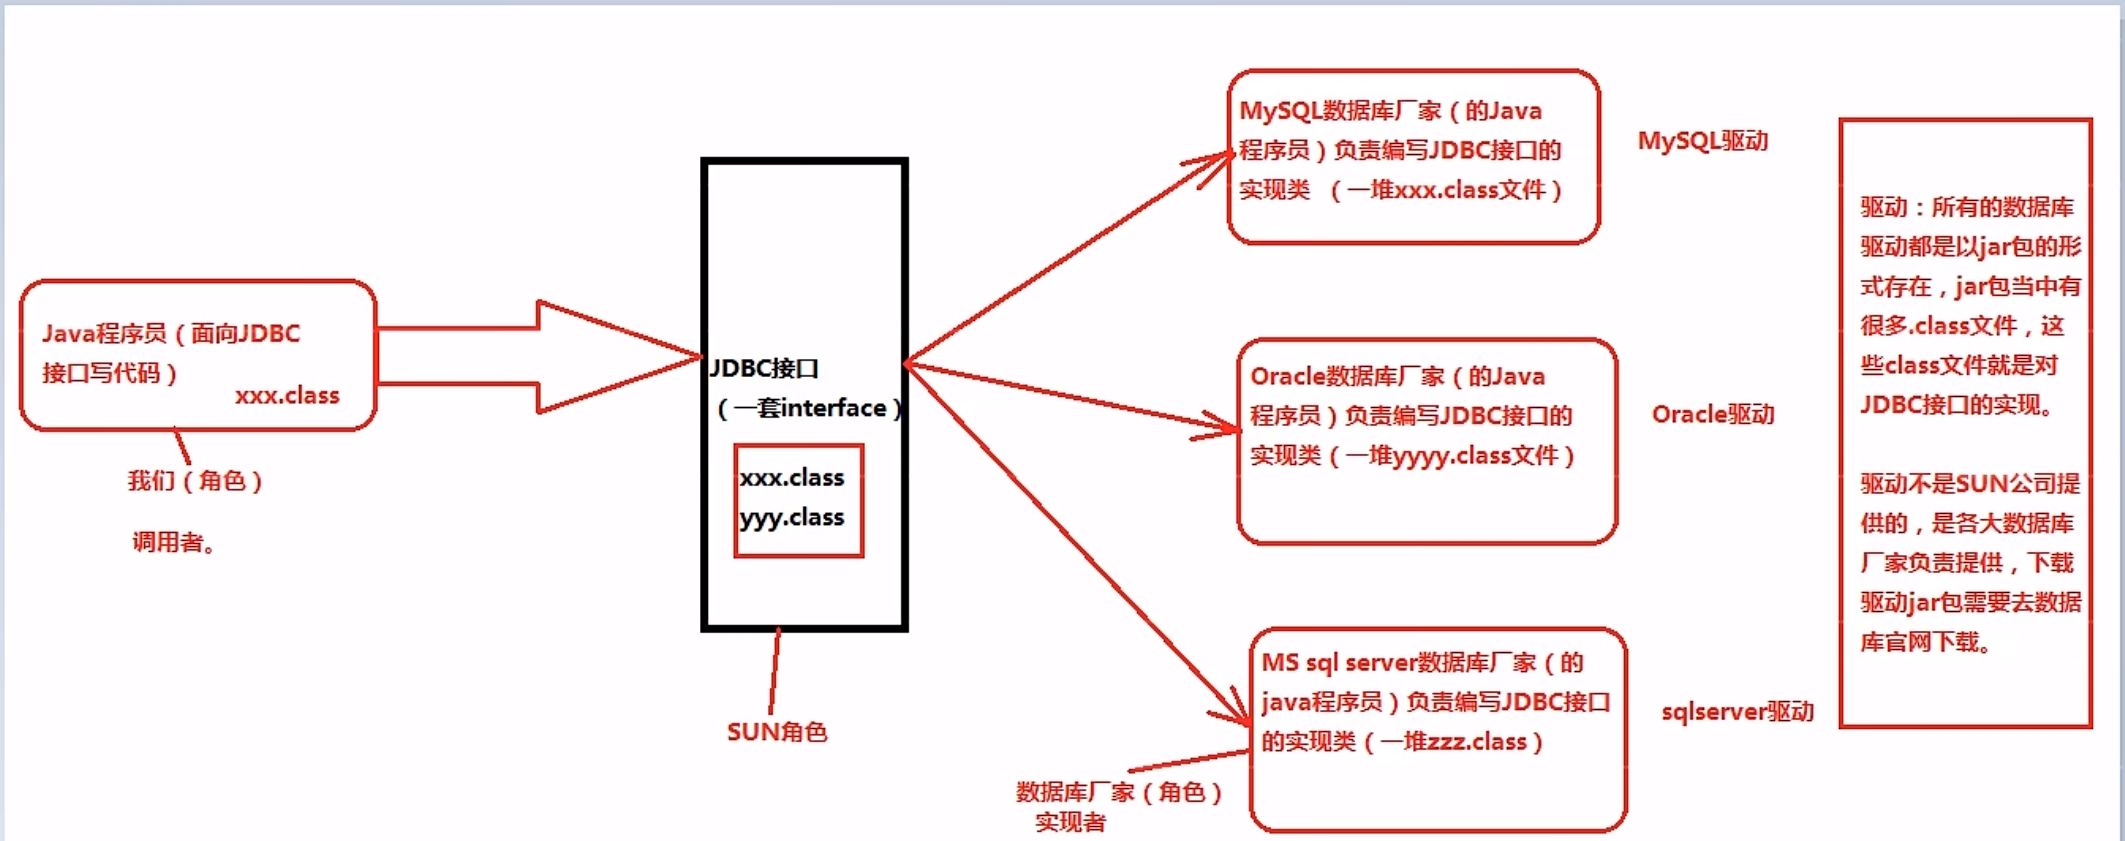 Java程序员（面向JDBC
接口写代码）
xxx.class
我们（角色）
调用者。
JDBC接口
（一套interface）
xxx.class
yyy.class
SUN角色
MySQL数据库厂家（的Java
程序员）负责编写JDBC接口的
实现类 （一堆xxx.class文件）
MySQL驱动
Oracle数据库厂家（的Java
程序员）负责编写JDBC接口的
实现类（一堆yyyy.class文件）
Oracle驱动
MS sql server数据库厂家（的
java程序员）负责编写JDBC接口
的实现类（一堆zzz.class）
sqlserver驱动
数据库厂家（角色）
实现者
驱动：所有的数据库
驱动都是以jar包的形
式存在，jar包当中有
很多.class文件，这
些class文件就是对
JDBC接口的实现。
驱动不是SUN公司提
供的，是各大数据库
厂家负责提供，下载
驱动jar包需要去数据
库官网下载。